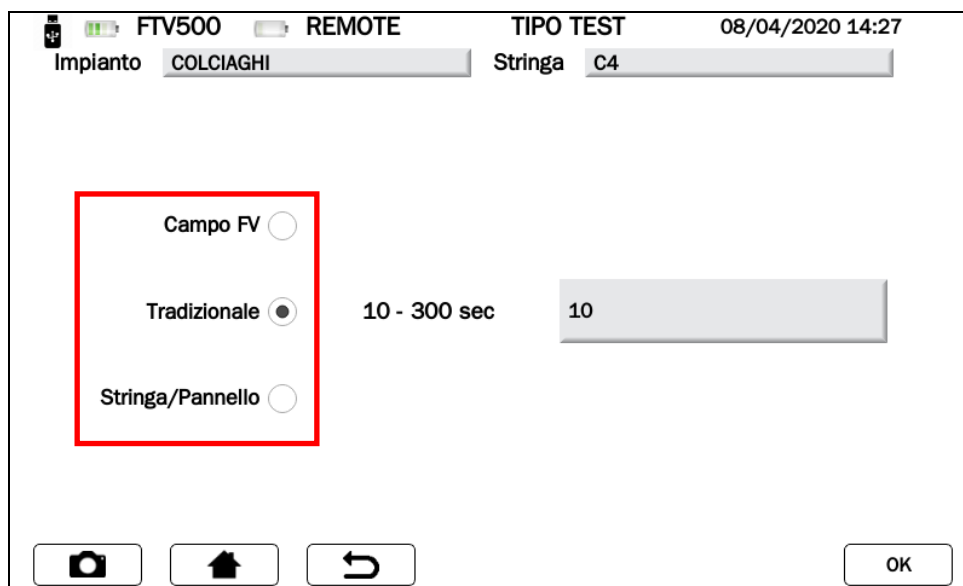 FTV500 REMOTE TIPO TEST 08/04/2020 14:27
Impianto COLCIAGHI Stringa C4
Campo FV
Tradizionale 10 - 300 sec 10
Stringa/Pannello
OK